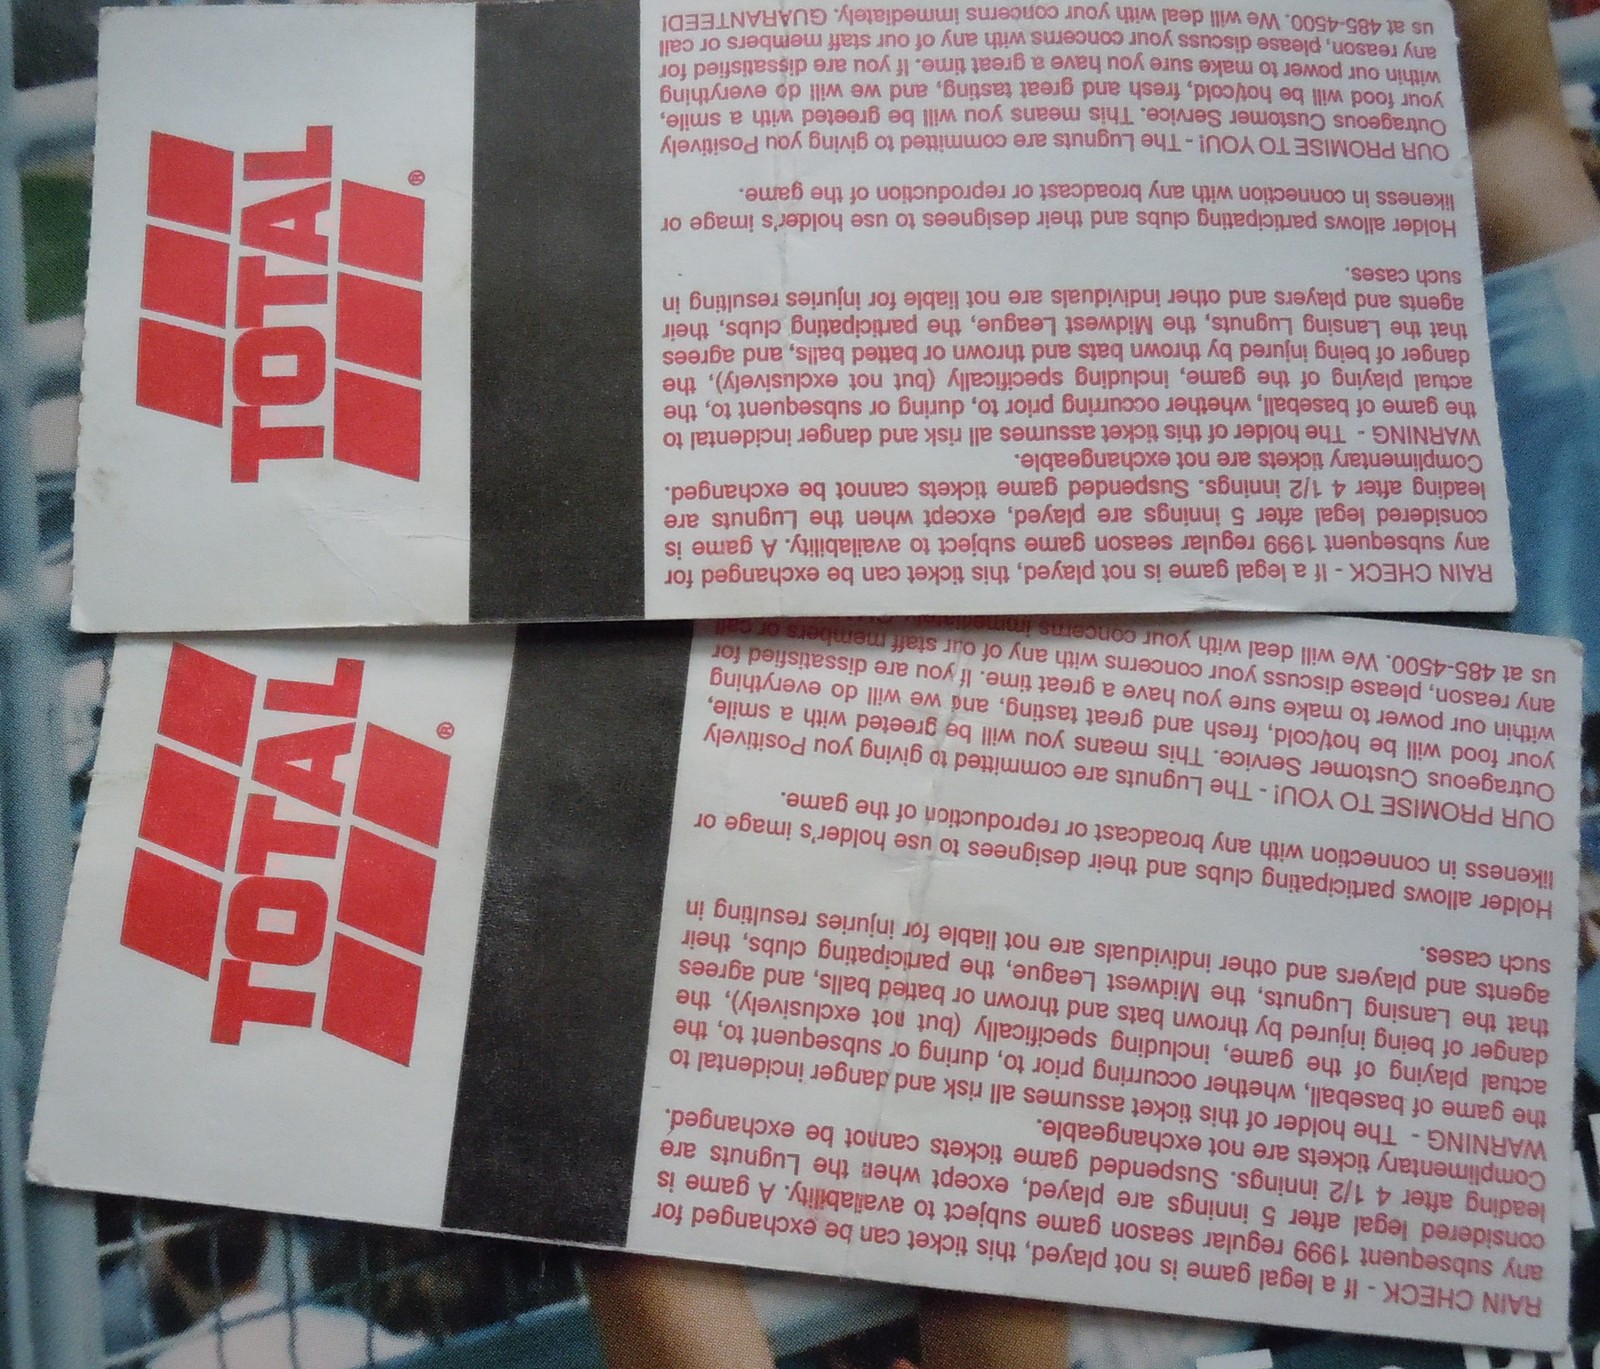 RAIN CHECK - If a legal game is not played, this ticket can be exchanged for
any subsequent 1999 regular season game subject to availability. A game is
considered legal after 5 innings are played, except when the Lugnuts are
leading after 4 1/2 innings. Suspended game tickets cannot be exchanged.
Complimentary tickets are not exchangeable.
WARNING - The holder of this ticket assumes all risk and danger incidental to
the game of baseball, whether occurring prior to, during or subsequent to, the
actual playing of the game, including specifically (but not exclusively), the
danger of being injured by thrown bats and thrown or batted balls, and agrees
that the Lansing Lugnuts, the Midwest League, the participating clubs, their
agents and players and other individuals are not liable for injuries resulting in
such cases.
Holder allows participating clubs and their designees to use holder's image or
likeness in connection with any broadcast or reproduction of the game.
OUR PROMISE TO YOU! - The Lugnuts are committed to giving you Positively
Outrageous Customer Service. This means you will be greeted with a smile,
your food will be hot/cold, fresh and great tasting, and we will do everything
within our power to make sure you have a great time. If you are dissatisfied for
any reason, please discuss your concerns with any of our staff members or call
us at 485-4500. We will deal with your concerns immediately.
TOTAL®
RAIN CHECK - If a legal game is not played, this ticket can be exchanged for
any subsequent 1999 regular season game subject to availability. A game is
considered legal after 5 innings are played, except when the Lugnuts are
leading after 4 1/2 innings. Suspended game tickets cannot be exchanged.
Complimentary tickets are not exchangeable.
WARNING - The holder of this ticket assumes all risk and danger incidental to
the game of baseball, whether occurring prior to, during or subsequent to, the
actual playing of the game, including specifically (but not exclusively), the
danger of being injured by thrown bats and thrown or batted balls, and agrees
that the Lansing Lugnuts, the Midwest League, the participating clubs, their
agents and players and other individuals are not liable for injuries resulting in
such cases.
Holder allows participating clubs and their designees to use holder's image or
likeness in connection with any broadcast or reproduction of the game.
OUR PROMISE TO YOU! - The Lugnuts are committed to giving you Positively
Outrageous Customer Service. This means you will be greeted with a smile,
your food will be hot/cold, fresh and great tasting, and we will do everything
within our power to make sure you have a great time. If you are dissatisfied for
any reason, please discuss your concerns with any of our staff members or call
us at 485-4500. We will deal with your concerns immediately. GUARANTEED!
TOTAL®